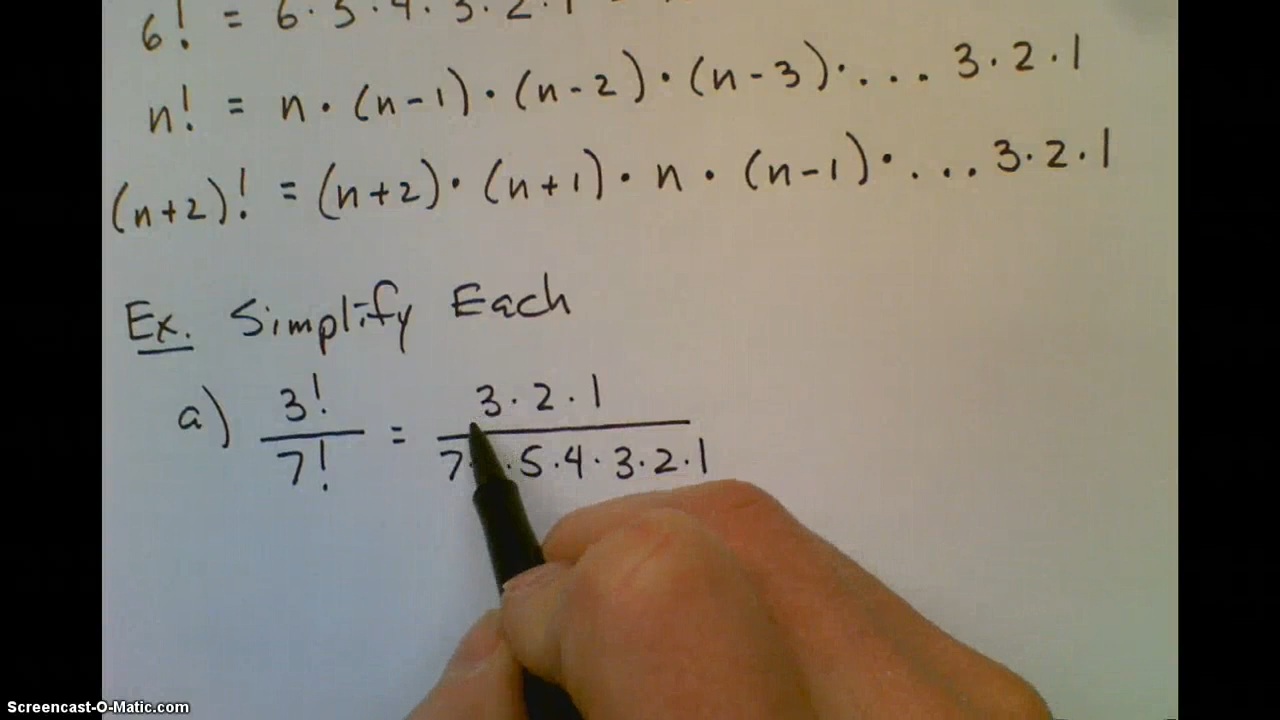 6! = 6 · 5 · 4 · 3 · 2 · 1
n! = n · (n-1) · (n-2) · (n-3) · ... 3 · 2 · 1
(n+2)! = (n+2) · (n+1) · n · (n-1) · ... 3 · 2 · 1
Ex. Simplify Each
a) 3! / 7! = 3 · 2 · 1 / 7 · · 5 · 4 · 3 · 2 · 1
Screencast-O-Matic.com